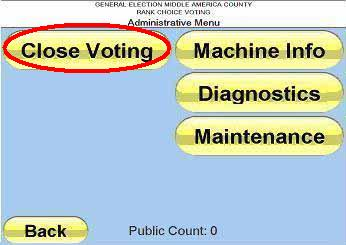 GENERAL ELECTION MIDDLE AMERICA COUNTY
RANK CHOICE VOTING
Administrative Menu
Close Voting
Machine Info
Diagnostics
Maintenance
Back
Public Count: 0